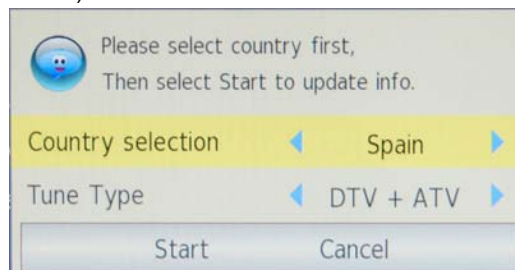 Please select country first,
Then select Start to update info.
Country selection Spain
Tune Type DTV + ATV
Start Cancel